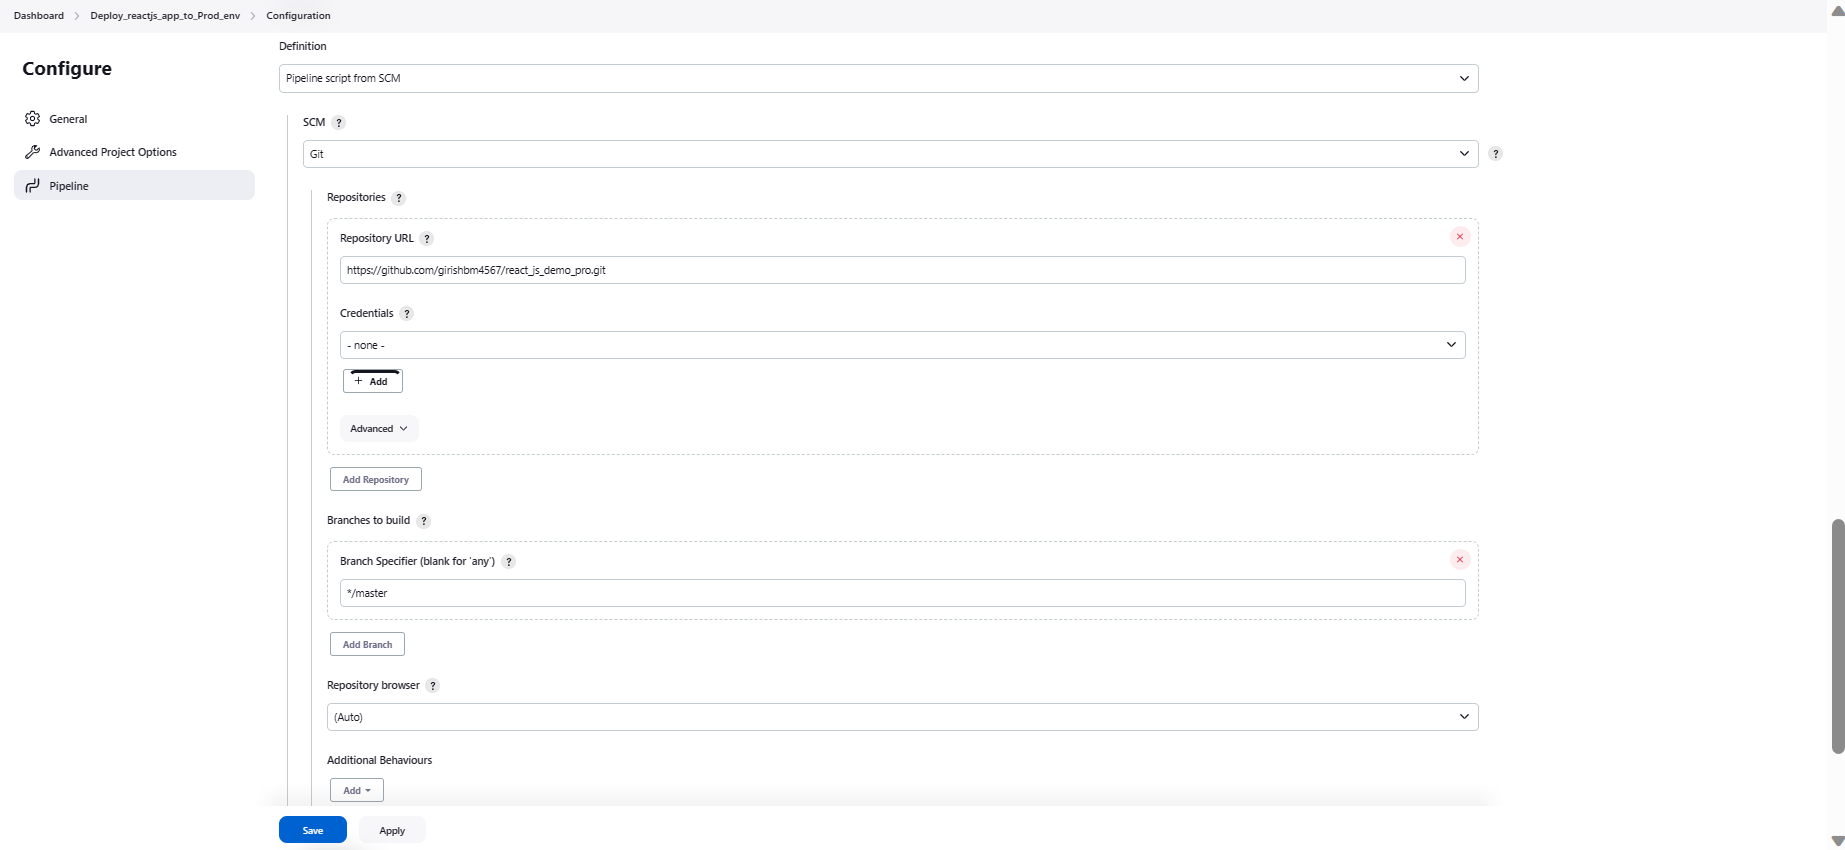 Dashboard > Deploy_reactjs_app_to_Prod_env > Configuration
Configure
General
Advanced Project Options
Pipeline
Definition
Pipeline script from SCM
SCM ?
Git
?
Repositories ?
Repository URL ?
https://github.com/girishbm4567/react_js_demo_pro.git
Credentials ?
- none -
+ Add
Advanced
Add Repository
Branches to build ?
Branch Specifier (blank for 'any') ?
*/master
Add Branch
Repository browser ?
(Auto)
Additional Behaviours
Add
Save Apply